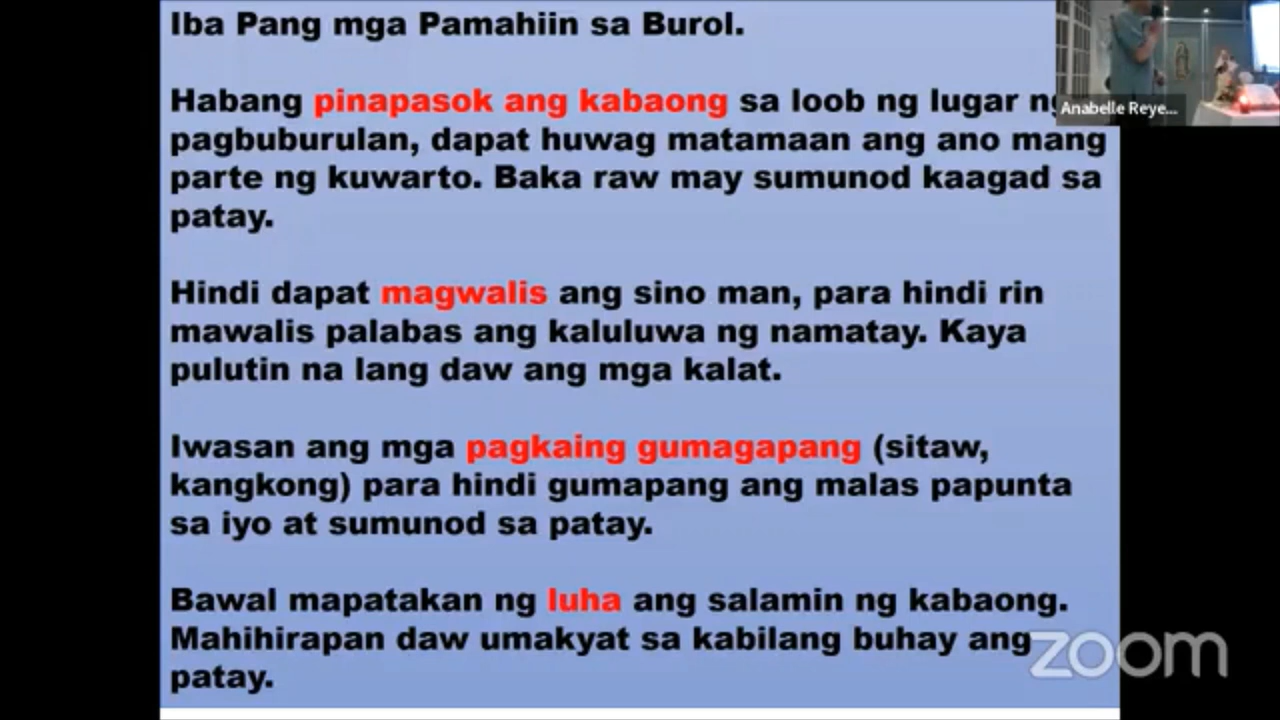 Iba Pang mga Pamahiin sa Burol.
Habang pinapasok ang kabaong sa loob ng lugar ng
pagbuburulan, dapat huwag matamaan ang ano mang
parte ng kuwarto. Baka raw may sumunod kaagad sa
patay.
Hindi dapat magwalis ang sino man, para hindi rin
mawalis palabas ang kaluluwa ng namatay. Kaya
pulutin na lang daw ang mga kalat.
Iwasan ang mga pagkaing gumagapang (sitaw,
kangkong) para hindi gumapang ang malas papunta
sa iyo at sumunod sa patay.
Bawal mapatakan ng luha ang salamin ng kabaong.
Mahihirapan daw umakyat sa kabilang buhay ang
patay.
Anabelle Reye...
zoom